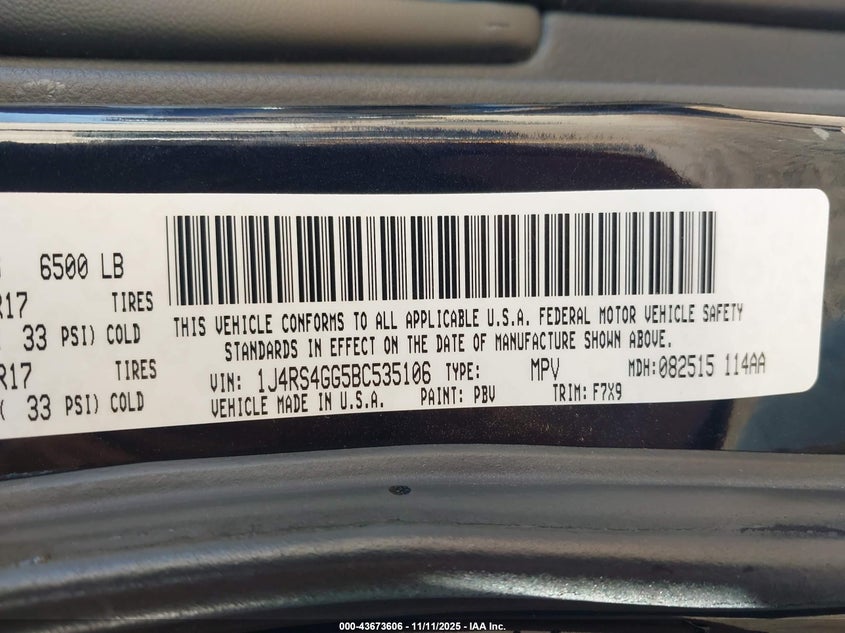 6500 LB
R17 TIRES
33 PSI) COLD
R17 TIRES
( 33 PSI) COLD
THIS VEHICLE CONFORMS TO ALL APPLICABLE U.S.A. FEDERAL MOTOR VEHICLE SAFETY
STANDARDS IN EFFECT ON THE DATE OF MANUFACTURE SHOWN ABOVE.
VIN: 1J4RS4GG5BC535106 TYPE: MPV MDH:082515 114AA
VEHICLE MADE IN U.S.A. PAINT: PBV TRIM: F7X9
000-43673606 - 11/11/2025 - IAA Inc.